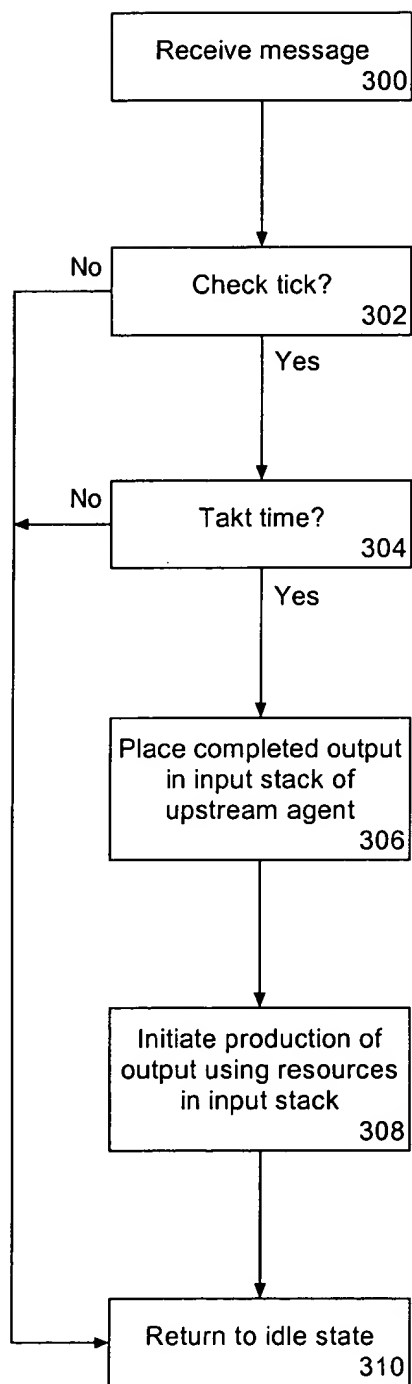 Receive message
300
No
Check tick?
302
Yes
No
Takt time?
304
Yes
Place completed output
in input stack of
upstream agent
306
Initiate production of
output using resources
in input stack
308
Return to idle state
310